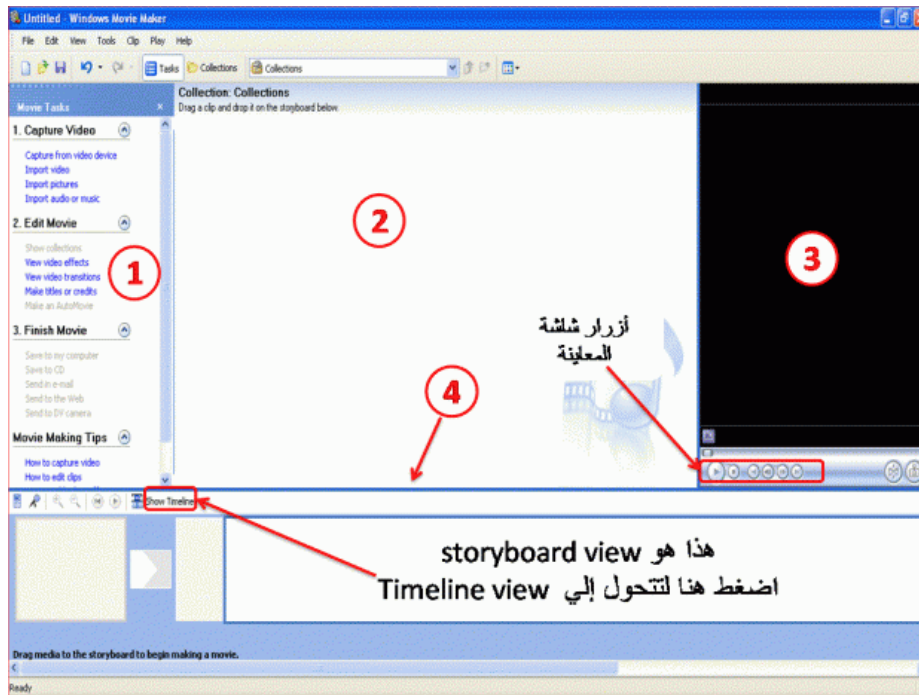 Untitled - Windows Movie Maker
File Edit View Tools Clip Play Help
Tasks Collections Collections
Movie Tasks
Collection: Collections
Drag a clip and drop it on the storyboard below.
1. Capture Video
Capture from video device
Import video
Import pictures
Import audio or music
2. Edit Movie
Show collections
View video effects
View video transitions
Make titles or credits
Make an AutoMovie
3. Finish Movie
Save to my computer
Save to CD
Send in e-mail
Send to the Web
Send to DV camera
Movie Making Tips
How to capture video
How to edit clips
1
2
3
أزرار شاشة
المعاينة
4
Show Timeline
هذا هو storyboard view
اضغط هنا لتتحول إلي Timeline view
Drag media to the storyboard to begin making a movie.
Ready